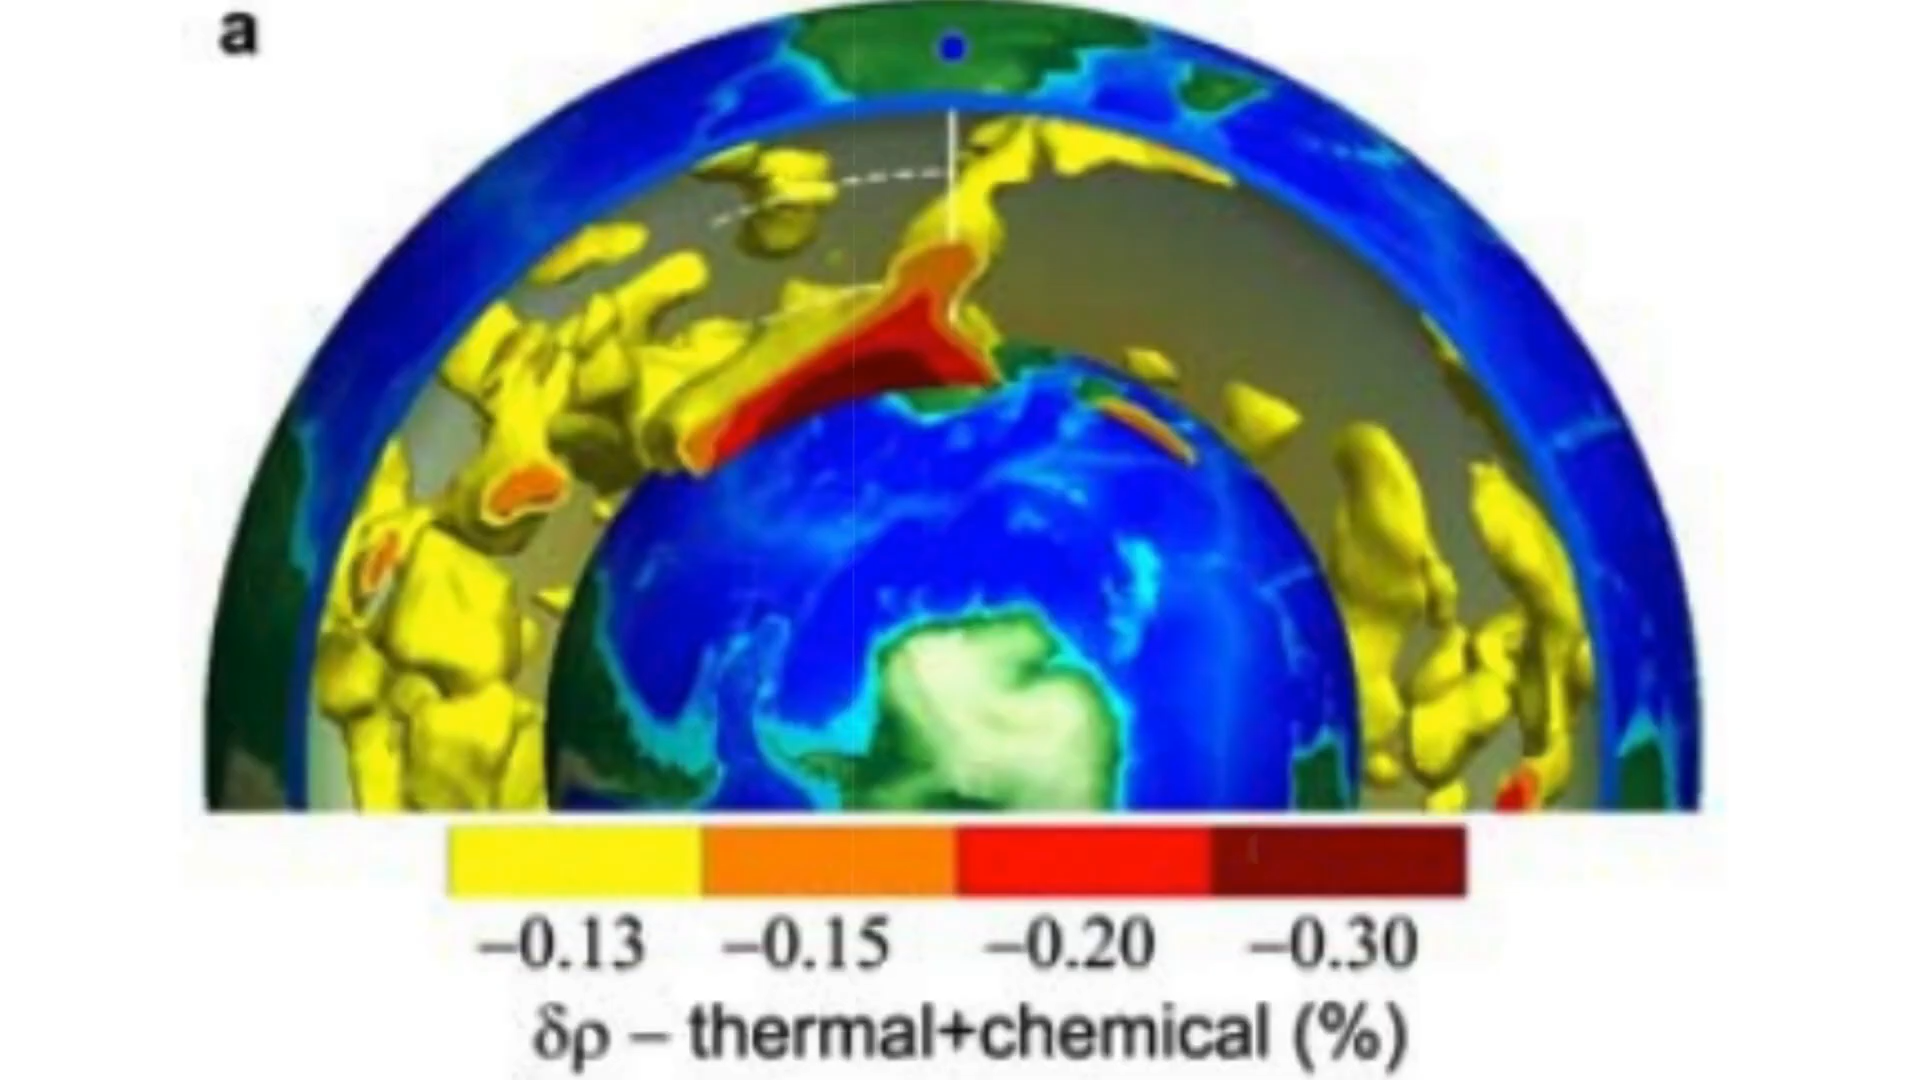 a
−0.13 −0.15 −0.20 −0.30
δρ – thermal+chemical (%)